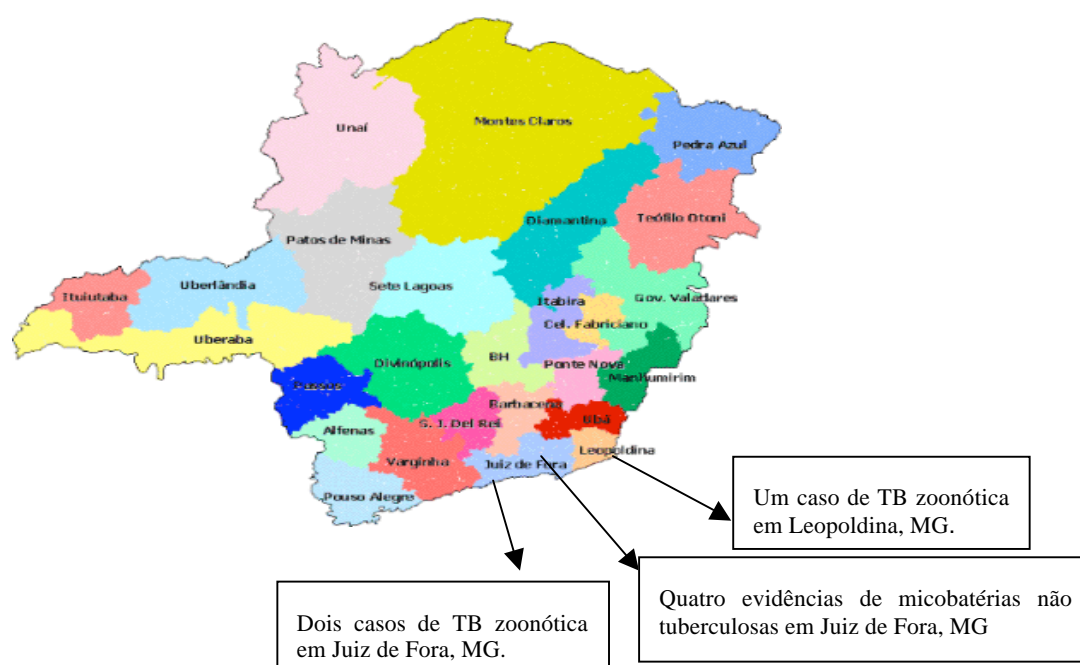 Montes Claros
Unaí
Pedra Azul
Teófilo Otoni
Diamantina
Patos de Minas
Uberlândia
Sete Lagoas
Ituiutaba
Itabira
Gov. Valadares
Cel. Fabriciano
Uberaba
BH
Divinópolis
Ponte Nova
Manhumirim
Passos
Barbacena
Ubá
S. J. Del Rei
Alfenas
Leopoldina
Varginha
Juiz de Fora
Pouso Alegre
Um caso de TB zoonótica
em Leopoldina, MG.
Quatro evidências de micobatérias não
tuberculosas em Juiz de Fora, MG
Dois casos de TB zoonótica
em Juiz de Fora, MG.